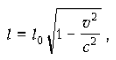 l = l₀√(1 − v²/c²) ,